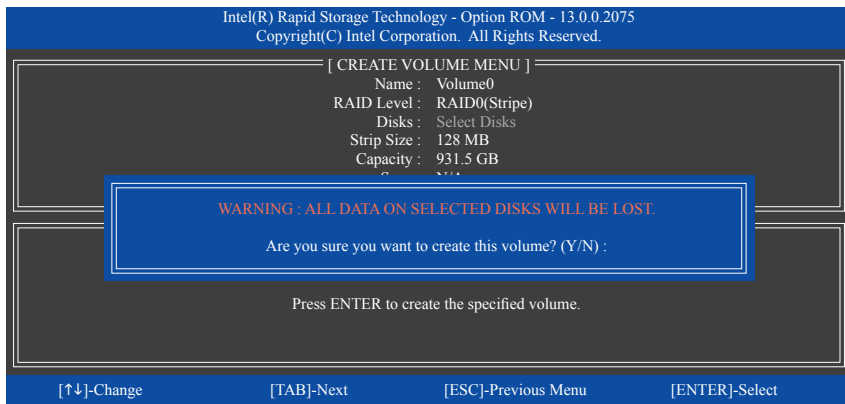 Intel(R) Rapid Storage Technology - Option ROM - 13.0.0.2075
Copyright(C) Intel Corporation. All Rights Reserved.
[ CREATE VOLUME MENU ]
Name : Volume0
RAID Level : RAID0(Stripe)
Disks : Select Disks
Strip Size : 128 MB
Capacity : 931.5 GB
WARNING : ALL DATA ON SELECTED DISKS WILL BE LOST.
Are you sure you want to create this volume? (Y/N) :
Press ENTER to create the specified volume.
[↑↓]-Change [TAB]-Next [ESC]-Previous Menu [ENTER]-Select